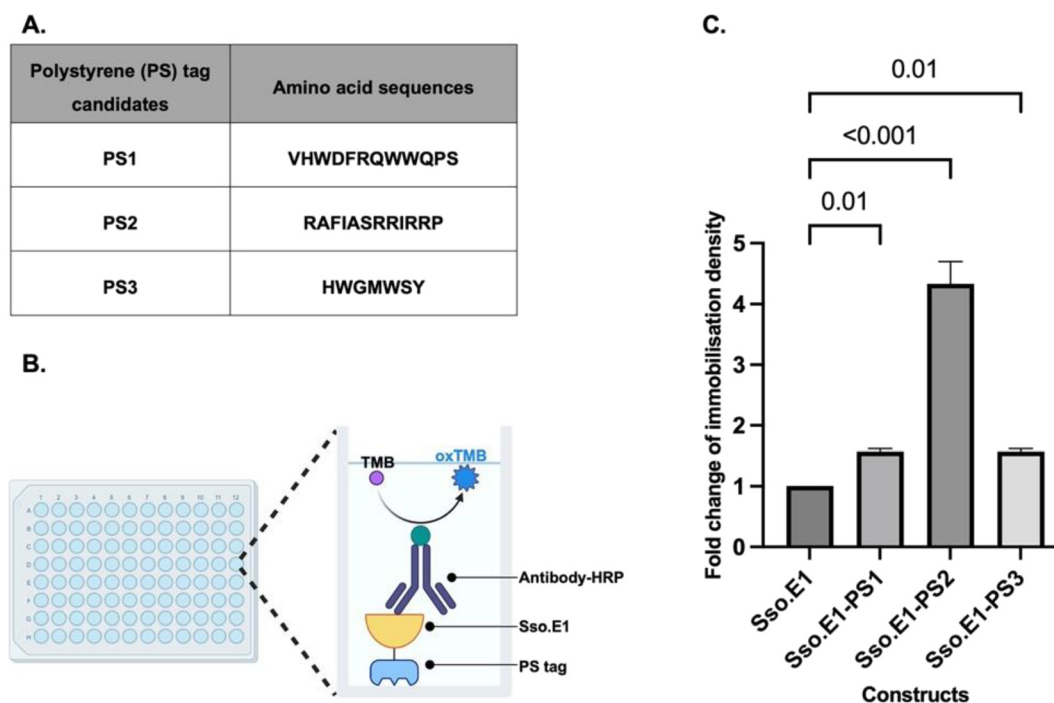 A.
Polystyrene (PS) tag
candidates
Amino acid sequences
PS1
VHWDFRQWWQPS
PS2
RAFIASRRIRRP
PS3
HWGMWSY
B.
1 2 3 4 5 6 7 8 9 10 11 12
A
B
C
D
E
F
G
H
TMB
oxTMB
Antibody-HRP
Sso.E1
PS tag
C.
0.01
<0.001
0.01
Fold change of immobilisation density
5
4
3
2
1
0
Sso.E1
Sso.E1-PS1
Sso.E1-PS2
Sso.E1-PS3
Constructs